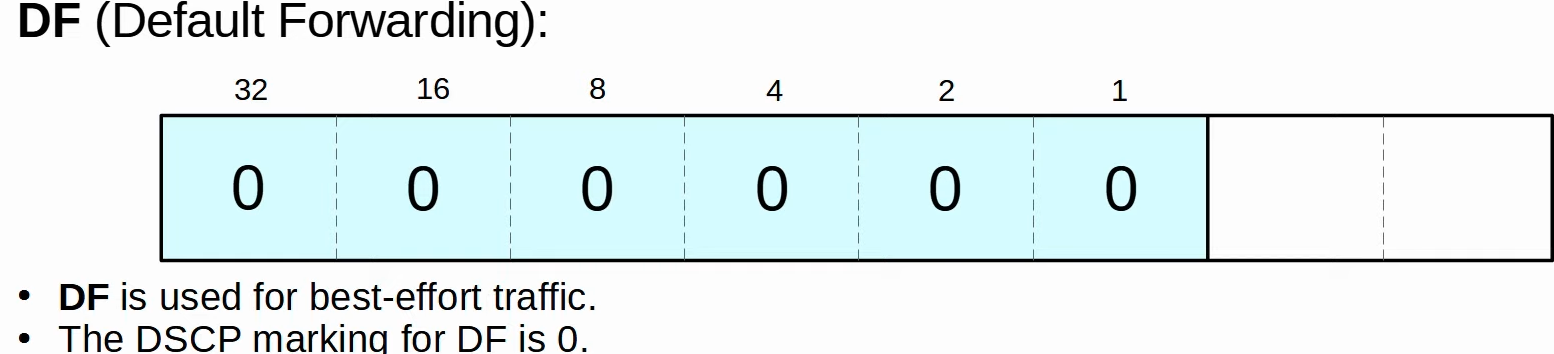 DF (Default Forwarding):
32 16 8 4 2 1
0 0 0 0 0 0
• DF is used for best-effort traffic.
• The DSCP marking for DF is 0.